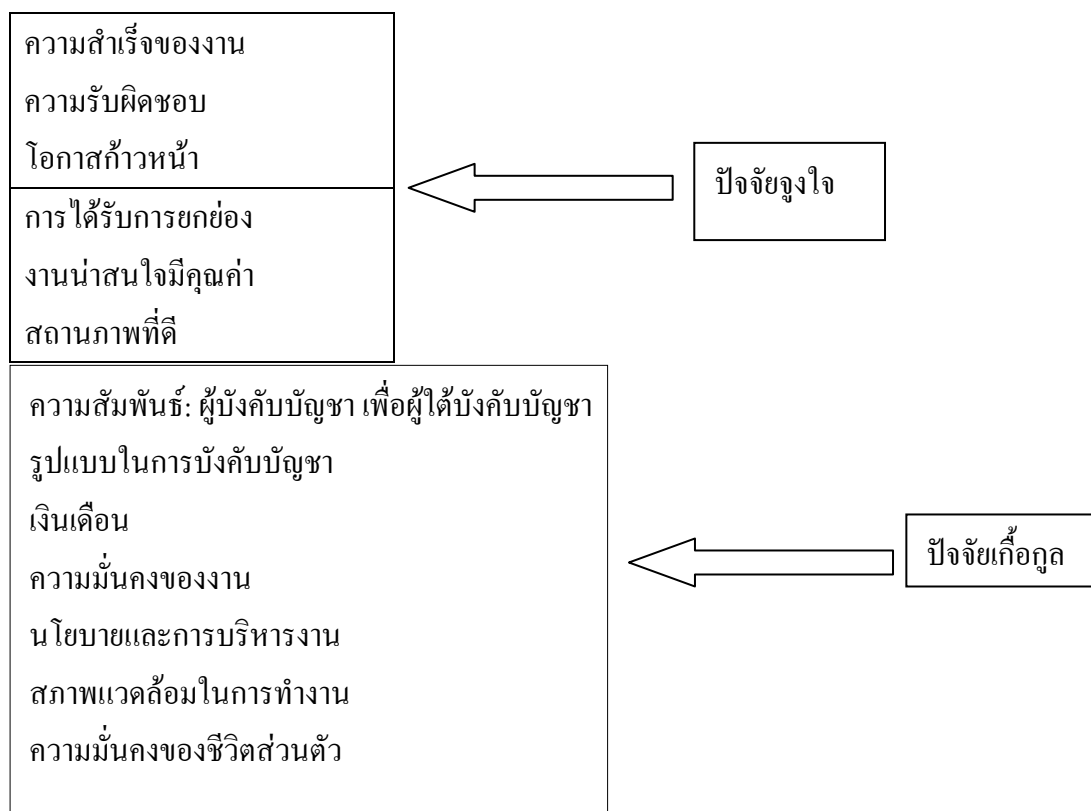 ความสำเร็จของงาน
ความรับผิดชอบ
โอกาสก้าวหน้า
ปัจจัยจูงใจ
การได้รับการยกย่อง
งานน่าสนใจมีคุณค่า
สถานภาพที่ดี
ความสัมพันธ์: ผู้บังคับบัญชา เพื่อผู้ใต้บังคับบัญชา
รูปแบบในการบังคับบัญชา
เงินเดือน
ความมั่นคงของงาน
ปัจจัยเกื้อกูล
นโยบายและการบริหารงาน
สภาพแวดล้อมในการทำงาน
ความมั่นคงของชีวิตส่วนตัว